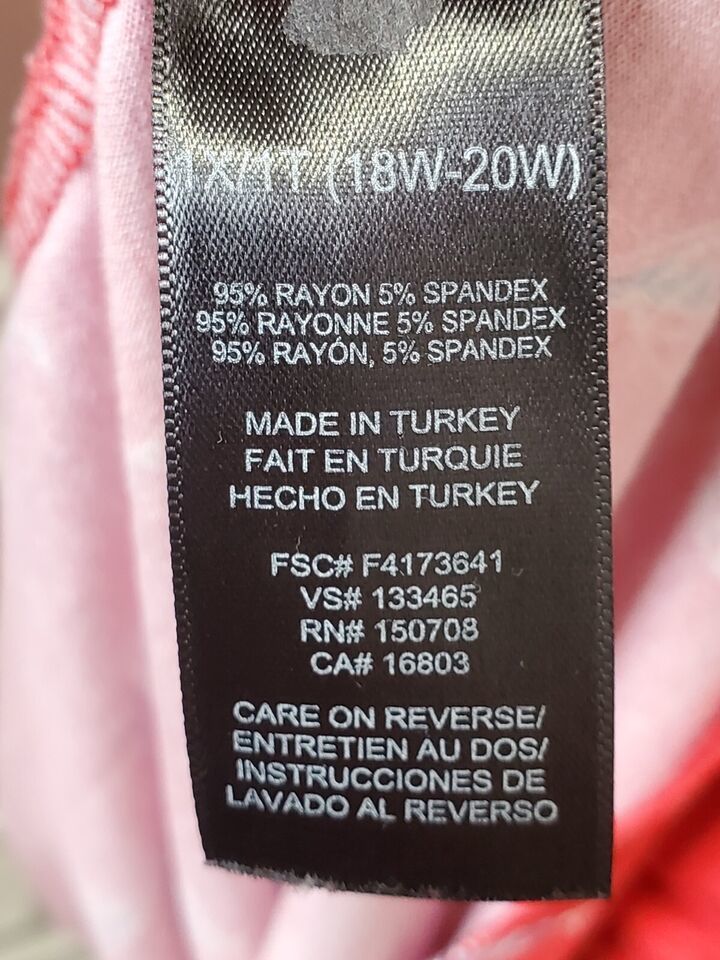 1X/1T (18W-20W)
95% RAYON 5% SPANDEX
95% RAYONNE 5% SPANDEX
95% RAYÓN, 5% SPANDEX
MADE IN TURKEY
FAIT EN TURQUIE
HECHO EN TURKEY
FSC# F4173641
VS# 133465
RN# 150708
CA# 16803
CARE ON REVERSE/
ENTRETIEN AU DOS/
INSTRUCCIONES DE
LAVADO AL REVERSO